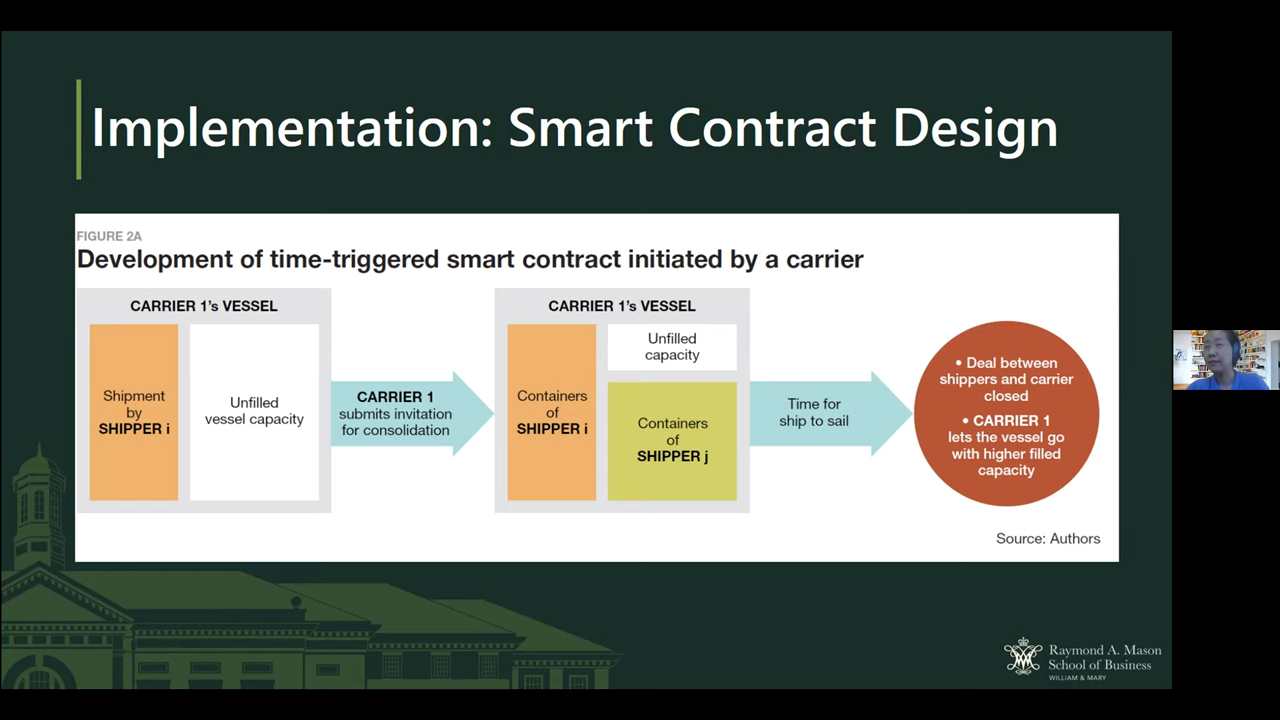 Implementation: Smart Contract Design
FIGURE 2A
Development of time-triggered smart contract initiated by a carrier
CARRIER 1's VESSEL
Shipment
by
SHIPPER i
Unfilled
vessel capacity
CARRIER 1
submits invitation
for consolidation
CARRIER 1's VESSEL
Containers
of
SHIPPER i
Unfilled
capacity
Containers
of
SHIPPER j
Time for
ship to sail
• Deal between
shippers and carrier
closed
• CARRIER 1
lets the vessel go
with higher filled
capacity
Source: Authors
Raymond A. Mason
School of Business
WILLIAM & MARY